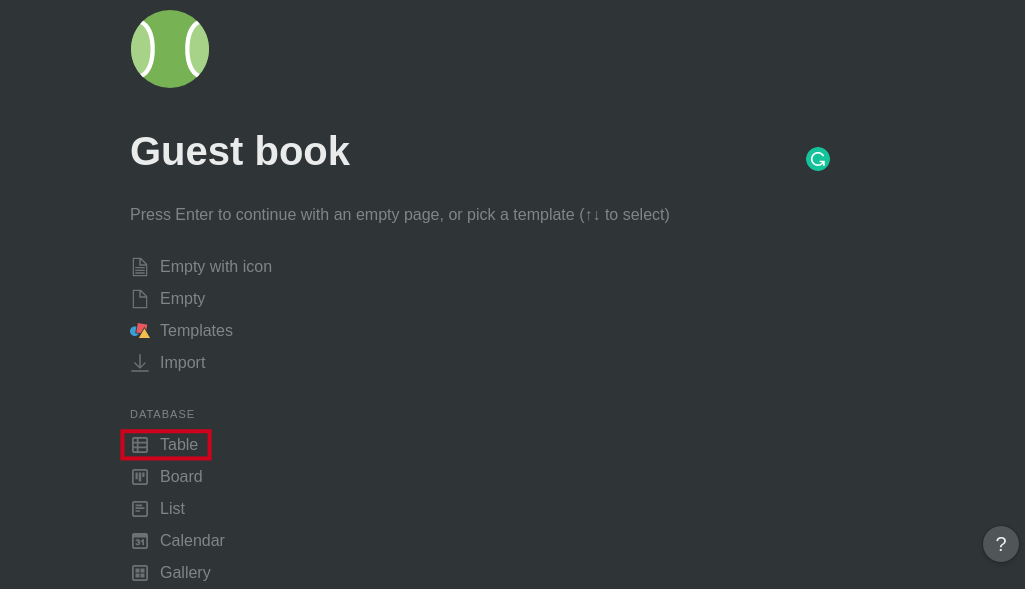 Guest book
Press Enter to continue with an empty page, or pick a template (↑↓ to select)
Empty with icon
Empty
Templates
Import
DATABASE
Table
Board
List
31
Calendar
Gallery
?